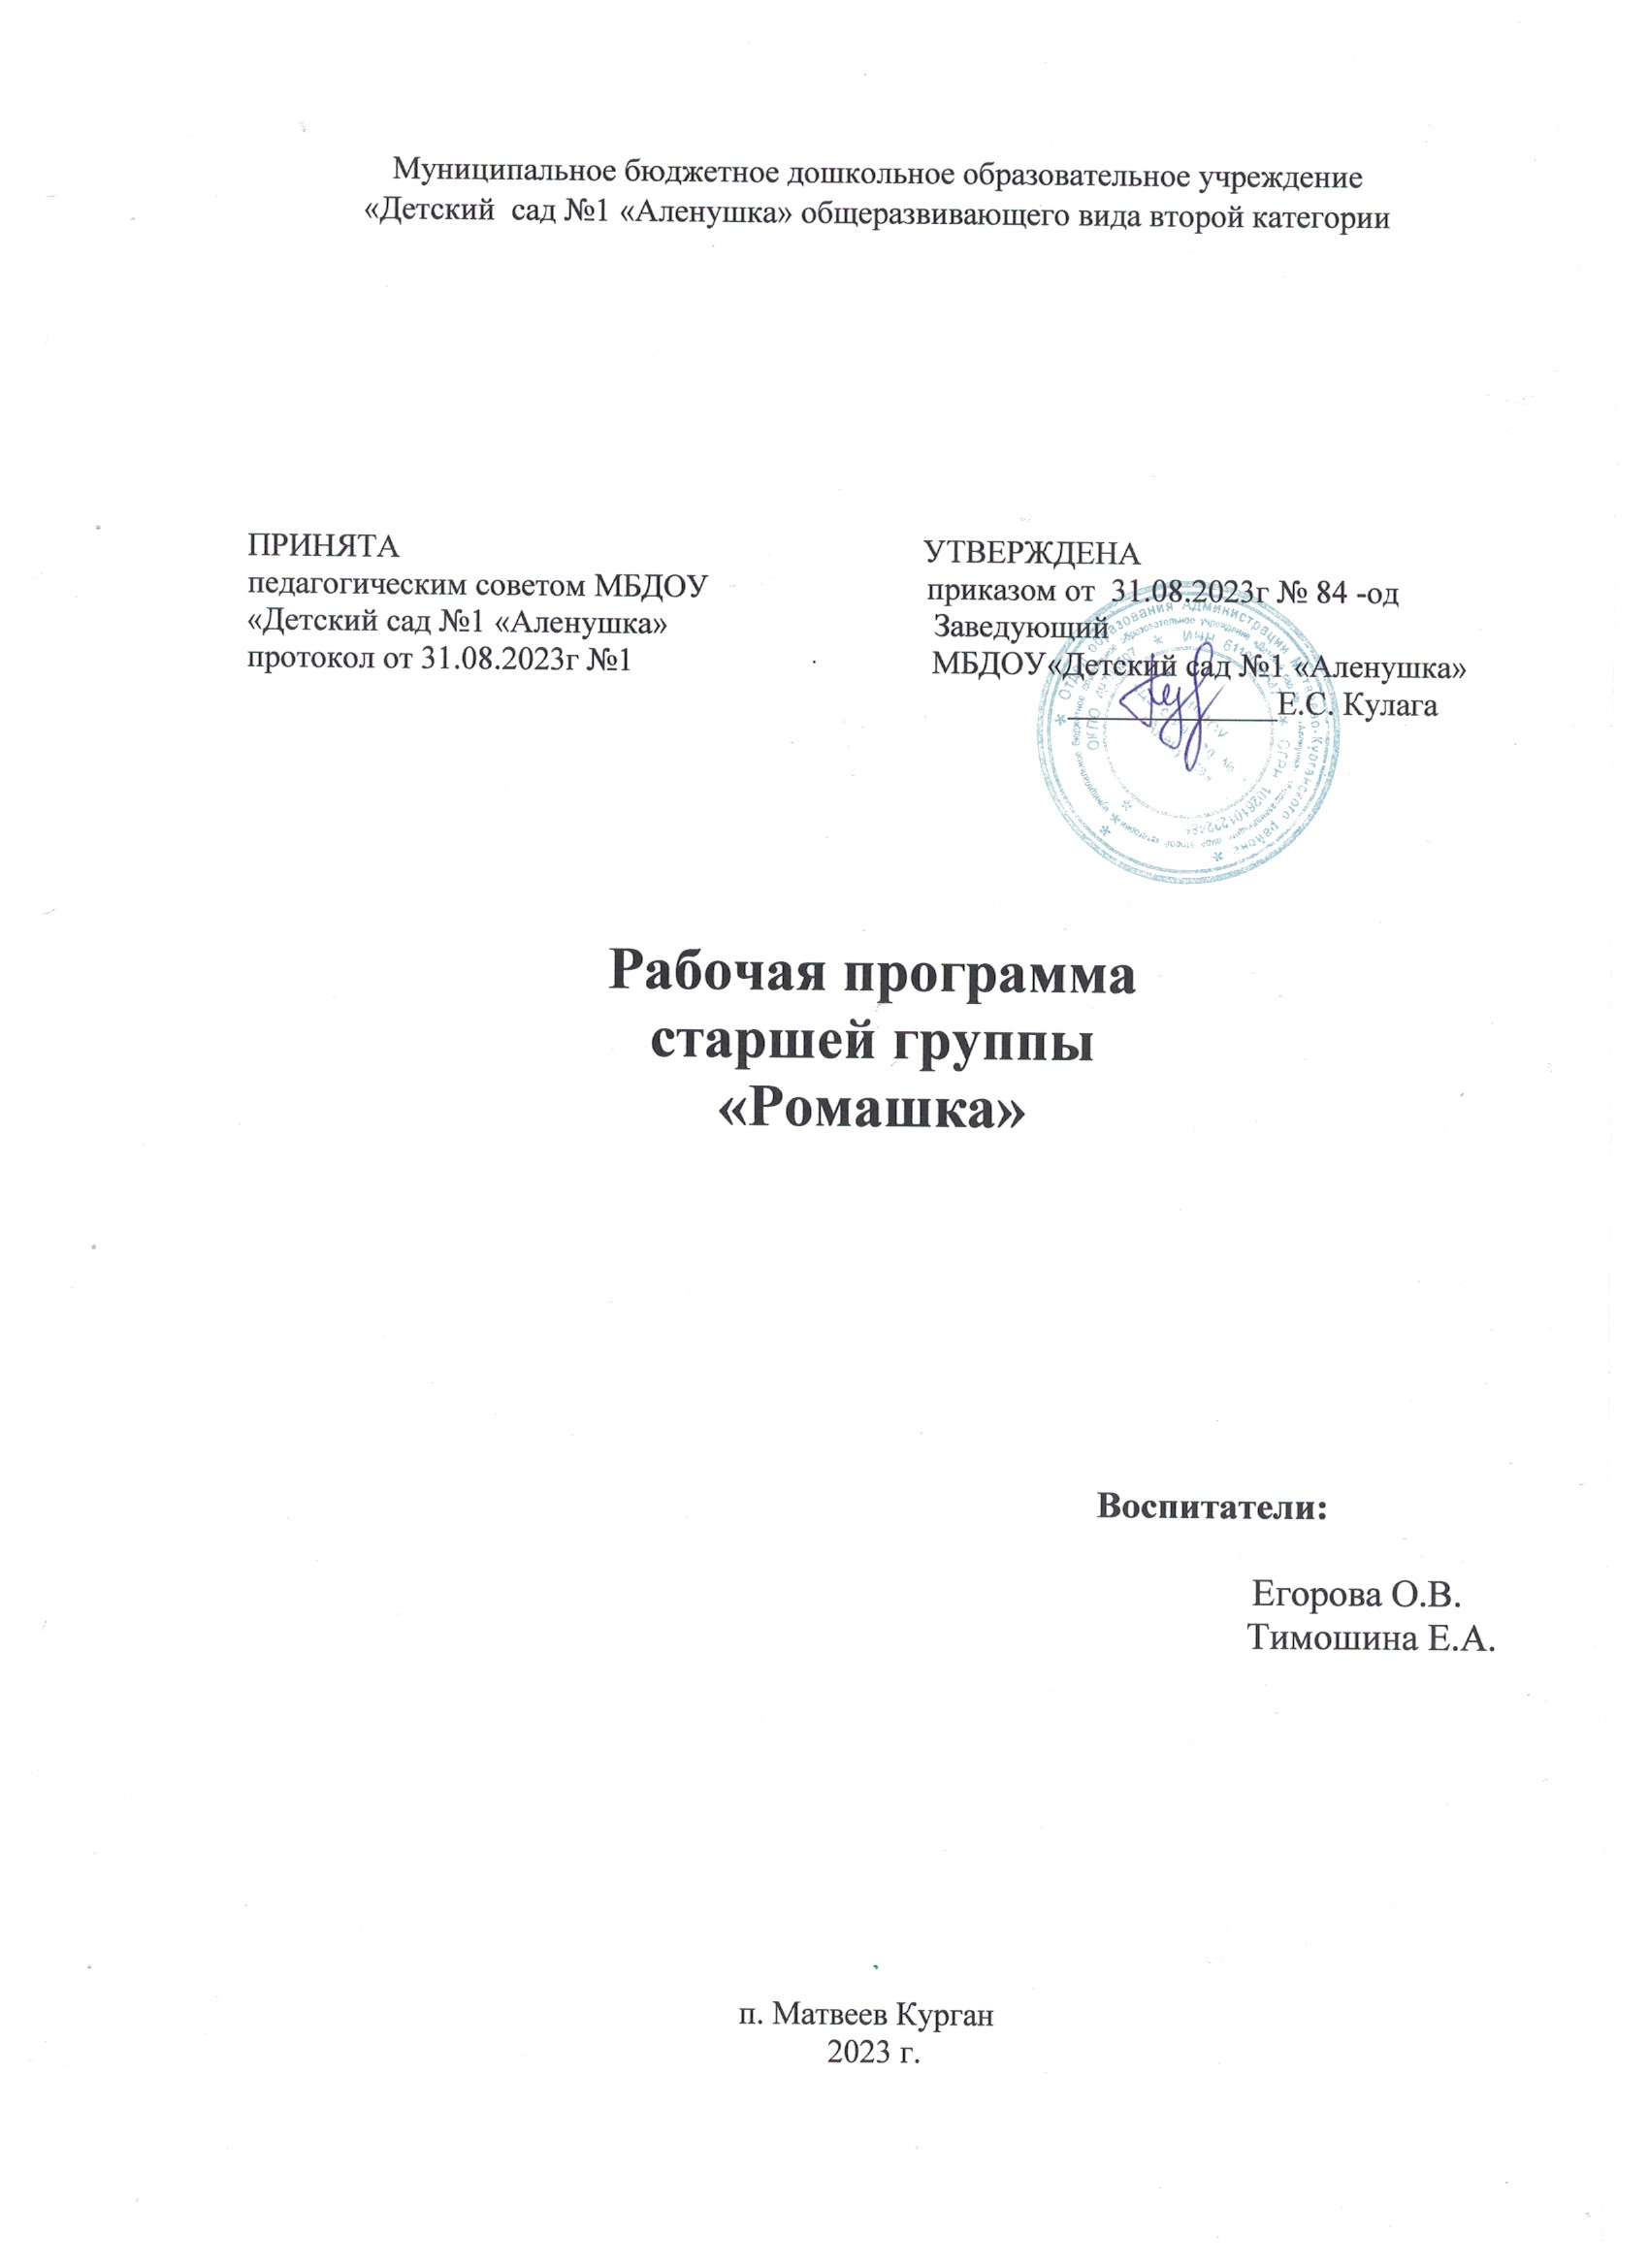 Муниципальное бюджетное дошкольное образовательное учреждение
«Детский сад №1 «Аленушка» общеразвивающего вида второй категории
ПРИНЯТА
педагогическим советом МБДОУ
«Детский сад №1 «Аленушка»
протокол от 31.08.2023г №1
УТВЕРЖДЕНА
приказом от 31.08.2023г № 84 -од
Заведующий
МБДОУ«Детский сад №1 «Аленушка»
_____________Е.С. Кулага
Рабочая программа
старшей группы
«Ромашка»
Воспитатели:
Егорова О.В.
Тимошина Е.А.
п. Матвеев Курган
2023 г.